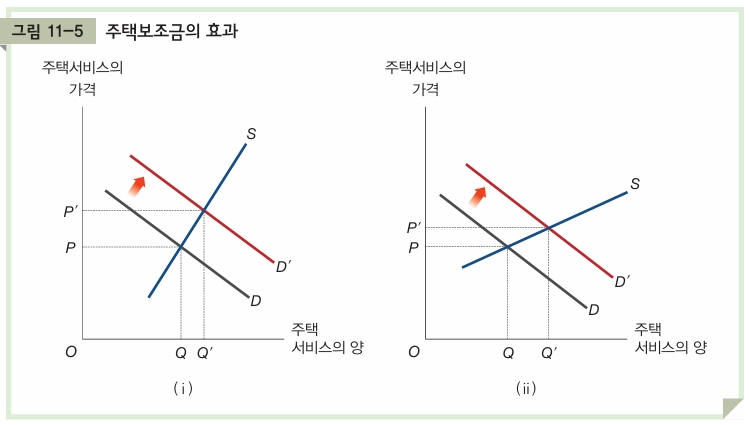 그림 11-5 주택보조금의 효과
주택서비스의
가격
S
P′
P
D′
D
O
Q
Q′
주택
서비스의 양
(ⅰ)
주택서비스의
가격
S
P′
P
D′
D
O
Q
Q′
주택
서비스의 양
(ⅱ)